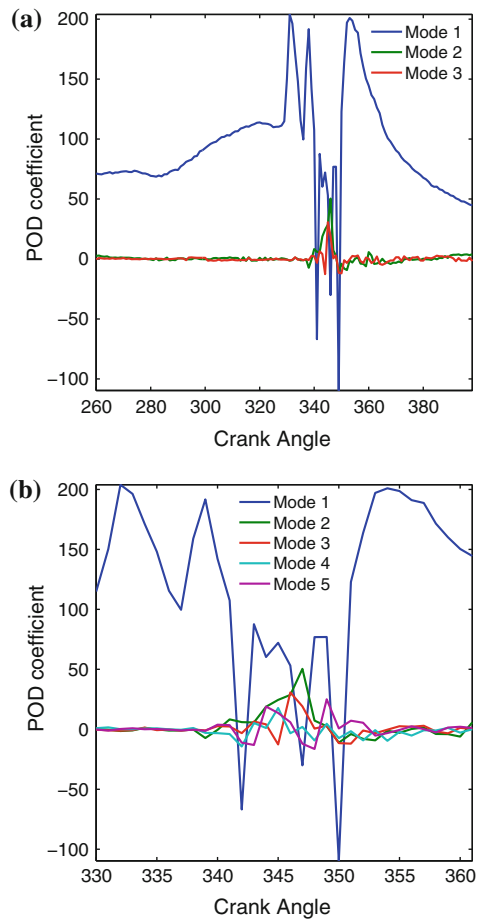 (a)
200
150
100
50
0
−50
−100
POD coefficient
Mode 1
Mode 2
Mode 3
260 280 300 320 340 360 380
Crank Angle
(b)
200
150
100
50
0
−50
−100
POD coefficient
Mode 1
Mode 2
Mode 3
Mode 4
Mode 5
330 335 340 345 350 355 360
Crank Angle